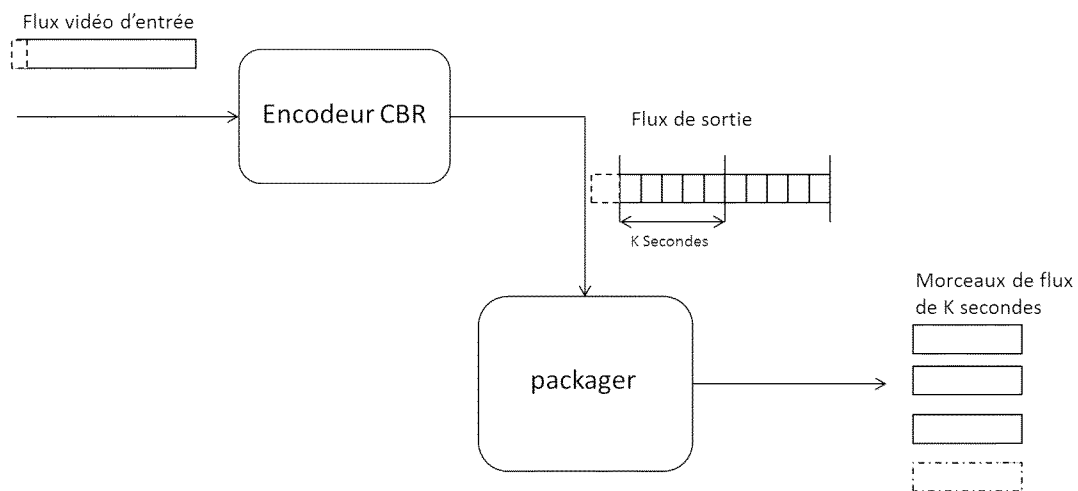 Flux vidéo d'entrée
Encodeur CBR
Flux de sortie
K Secondes
packager
Morceaux de flux
de K secondes